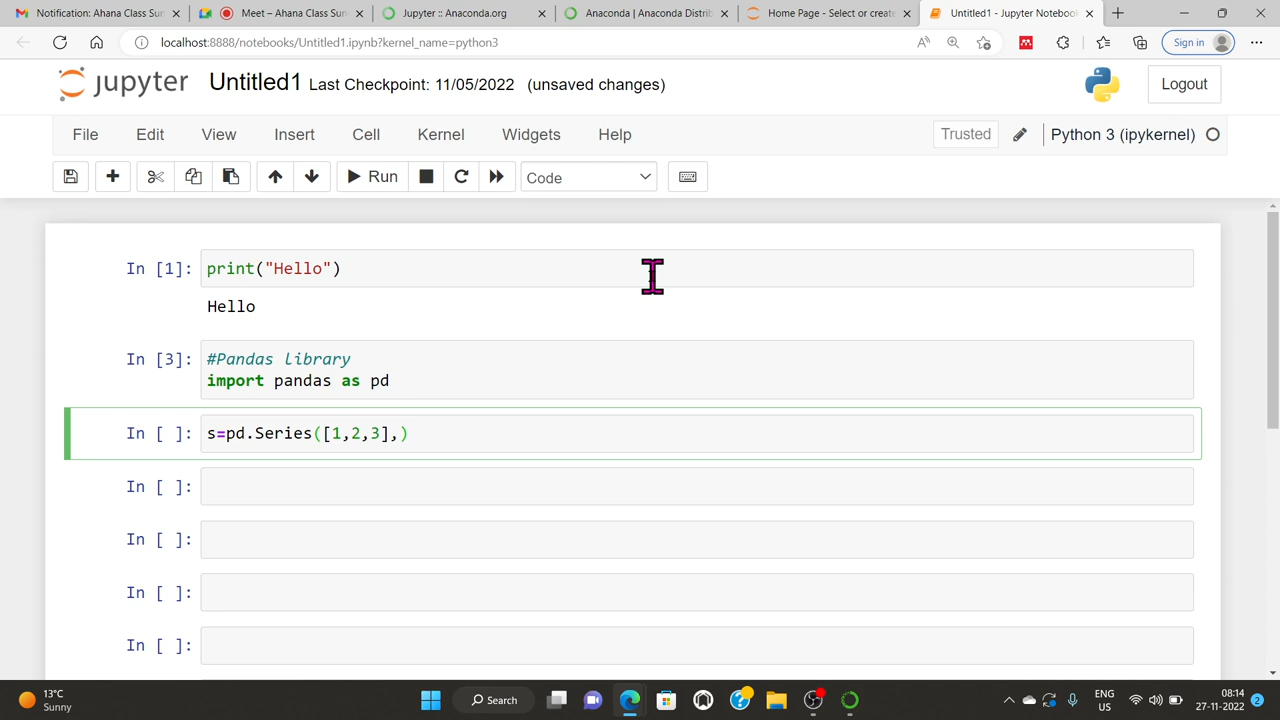 Notification: Ahana Class Sun
Meet – Ahana Class Sun
Jupyter :: Anaconda.org
Anaconda | Anaconda Distrib
Home Page - Select or create
Untitled1 - Jupyter Notebook
localhost:8888/notebooks/Untitled1.ipynb?kernel_name=python3
Sign in
jupyter Untitled1 Last Checkpoint: 11/05/2022 (unsaved changes)
Logout
File Edit View Insert Cell Kernel Widgets Help
Trusted
Python 3 (ipykernel)
Run
Code
In [1]: print("Hello")
Hello
In [3]: #Pandas library
import pandas as pd
In [ ]: s=pd.Series([1,2,3],)
In [ ]:
In [ ]:
In [ ]:
In [ ]:
13°C
Sunny
Search
ENG
US
08:14
27-11-2022
2